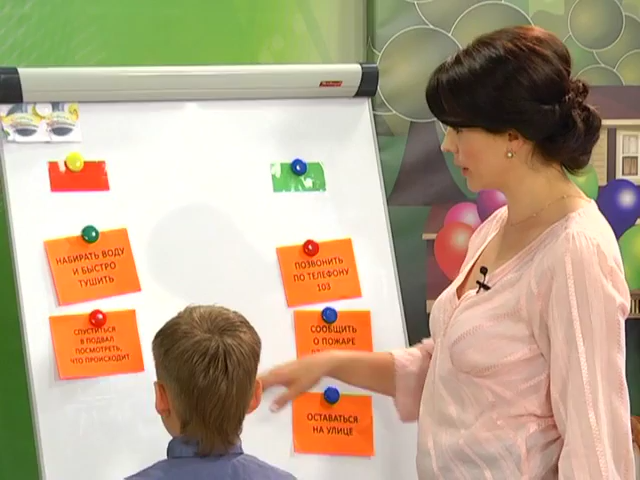 НАБИРАТЬ ВОДУ
И БЫСТРО
ТУШИТЬ
СПУСТИТЬСЯ
В ПОДВАЛ
ПОСМОТРЕТЬ,
ЧТО ПРОИСХОДИТ
ПОЗВОНИТЬ
ПО ТЕЛЕФОНУ
103
СООБЩИТЬ
О ПОЖАРЕ
ОСТАВАТЬСЯ
НА УЛИЦЕ